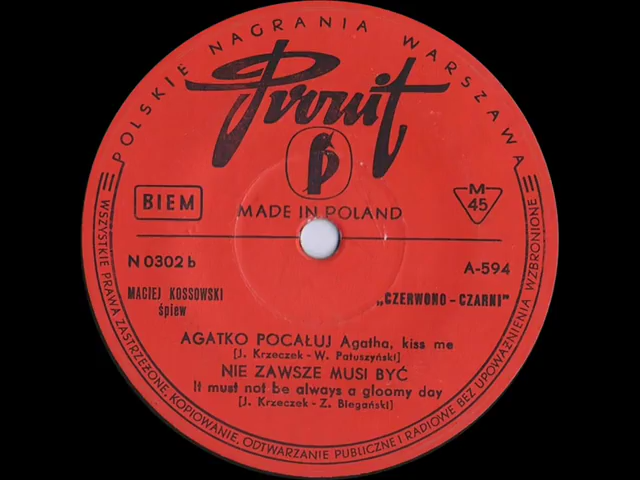 POLSKIE NAGRANIA WARSZAWA
Pronit
BIEM
MADE IN POLAND
M
45
N 0302 b
A-594
MACIEJ KOSSOWSKI
śpiew
„CZERWONO - CZARNI"
AGATKO POCAŁUJ Agatha, kiss me
[J. Krzeczek - W. Patuszyński]
NIE ZAWSZE MUSI BYĆ
It must not be always a gloomy day
[J. Krzeczek - Z. Biegański]
WSZYSTKIE PRAWA ZASTRZEŻONE, KOPIOWANIE, ODTWARZANIE PUBLICZNE I RADIOWE BEZ UPOWAŻNIENIA WZBRONIONE